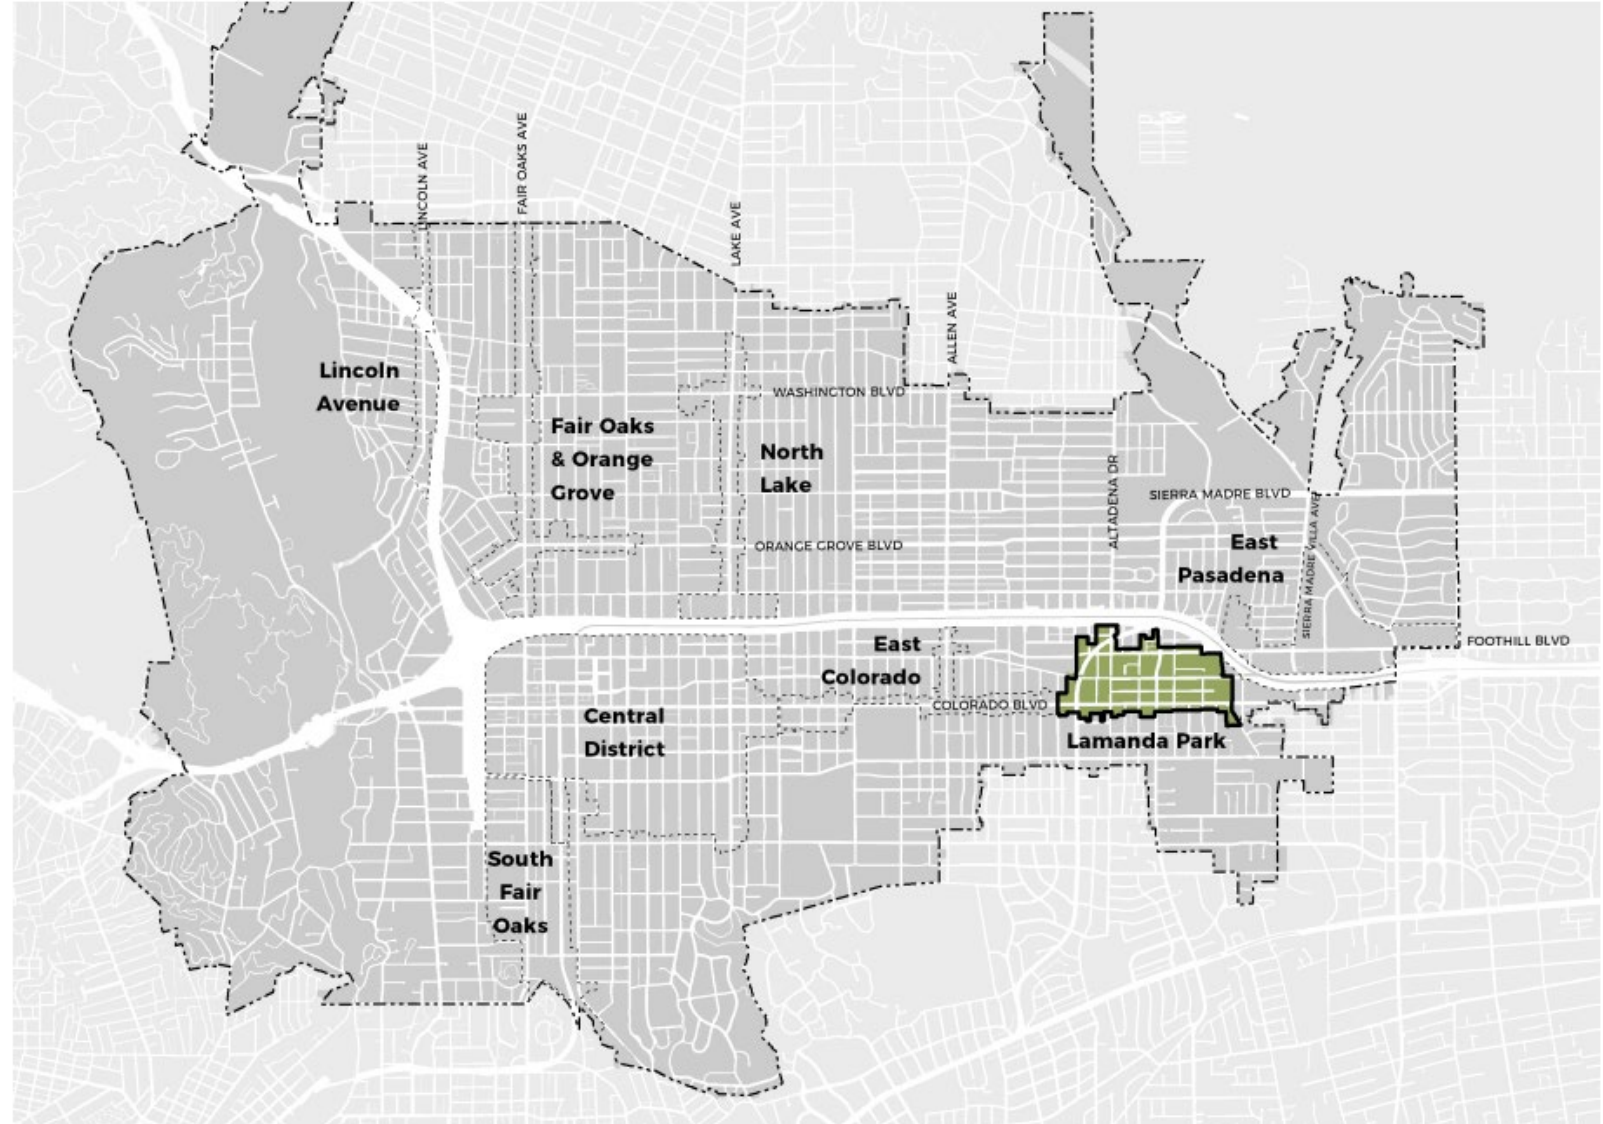 LINCOLN AVE
FAIR OAKS AVE
LAKE AVE
ALLEN AVE
Lincoln
Avenue
WASHINGTON BLVD
Fair Oaks
& Orange
Grove
North
Lake
ALTADENA DR
SIERRA MADRE BLVD
ORANGE GROVE BLVD
East
Pasadena
SIERRA MADRE VILLA AVE
FOOTHILL BLVD
East
Colorado
COLORADO BLVD
Central
District
Lamanda Park
South
Fair
Oaks